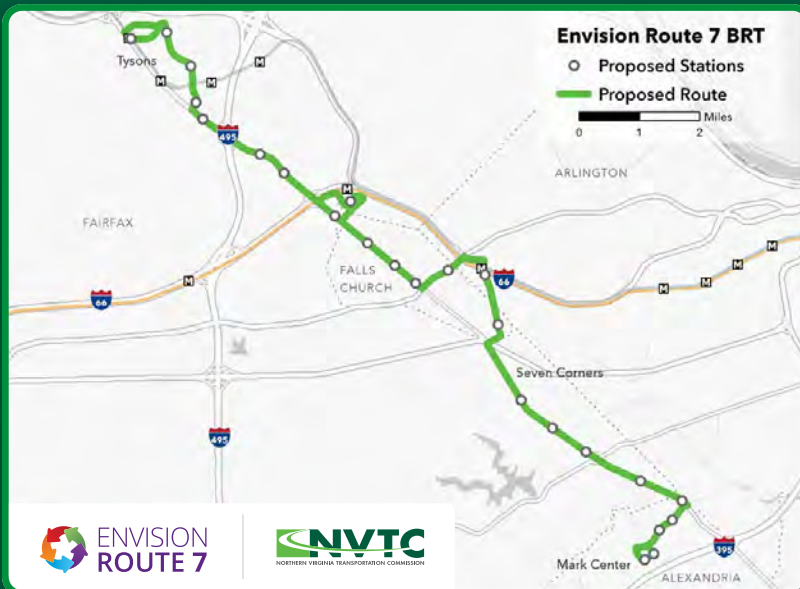 Envision Route 7 BRT
Proposed Stations
Proposed Route
Miles
0 1 2
Tysons
M
M
M
495
ARLINGTON
M
FAIRFAX
FALLS
CHURCH
M
66
M
66
M
M
M
M
Seven Corners
495
ENVISION
ROUTE 7
NVTC
NORTHERN VIRGINIA TRANSPORTATION COMMISSION
395
Mark Center
ALEXANDRIA